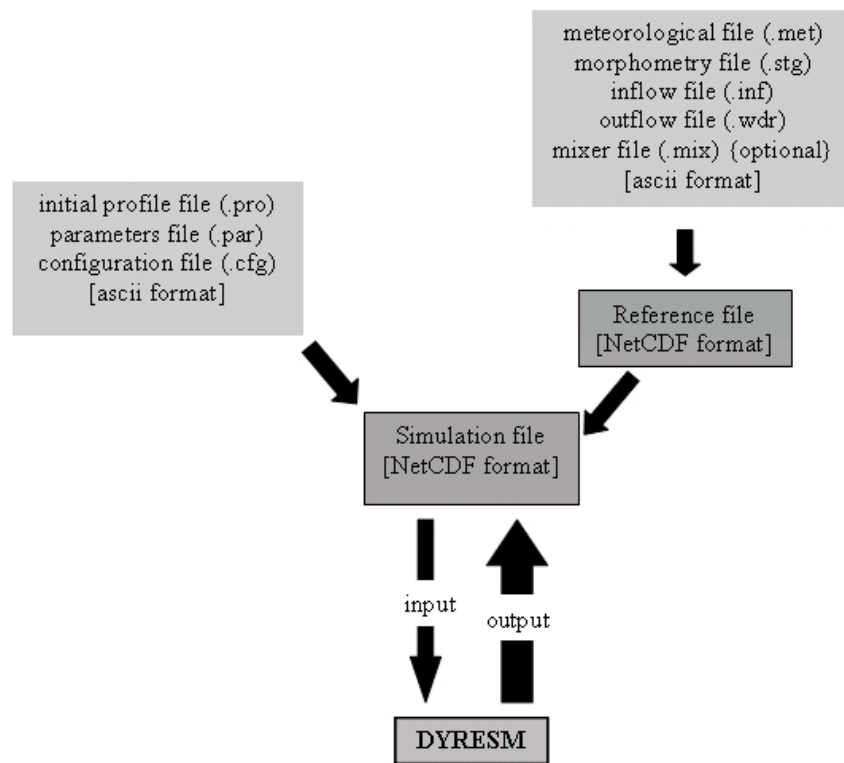 meteorological file (.met)
morphometry file (.stg)
inflow file (.inf)
outflow file (.wdr)
mixer file (.mix) {optional}
[ascii format]
initial profile file (.pro)
parameters file (.par)
configuration file (.cfg)
[ascii format]
Reference file
[NetCDF format]
Simulation file
[NetCDF format]
input
output
DYRESM